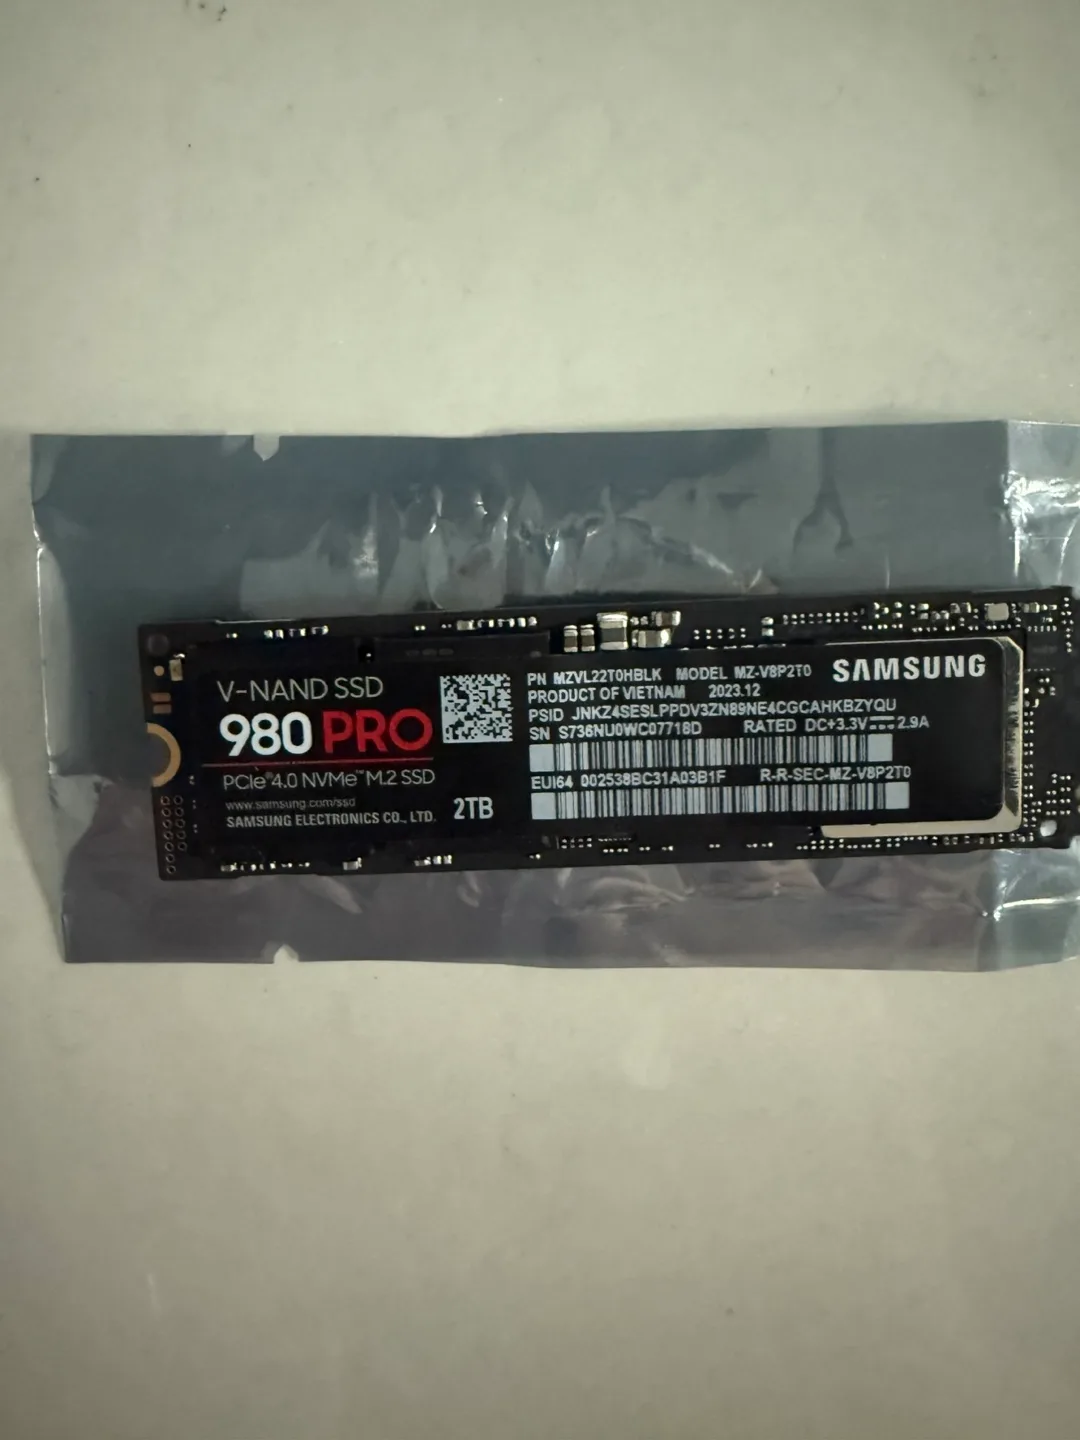 V-NAND SSD
980 PRO
PCIe®4.0 NVMe™ M.2 SSD
www.samsung.com/ssd
SAMSUNG ELECTRONICS CO., LTD.
2TB
PN MZVL22T0HBLK MODEL MZ-V8P2T0
SAMSUNG
PRODUCT OF VIETNAM 2023.12
PSID JNKZ4SESLPPDV3ZN89NE4CGCAHKBZYQU
SN S736NU0WC07718D RATED DC+3.3V⎓2.9A
EUI64 002538BC31A03B1F R-R-SEC-MZ-V8P2T0